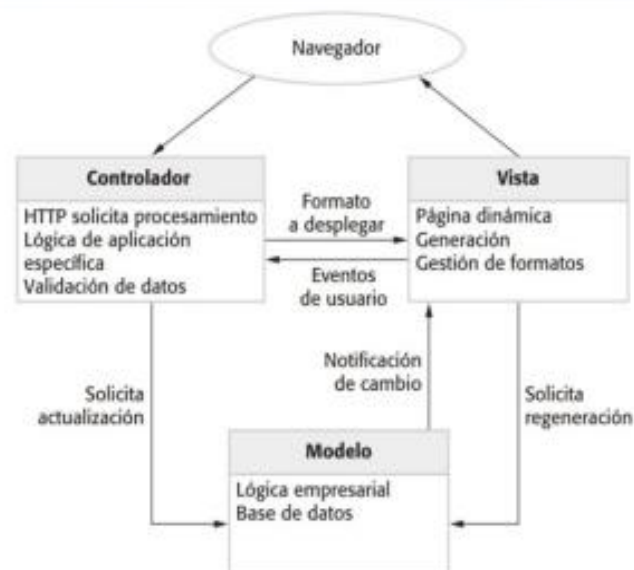 Navegador
Controlador
HTTP solicita procesamiento
Lógica de aplicación
específica
Validación de datos
Formato
a desplegar
Eventos
de usuario
Vista
Página dinámica
Generación
Gestión de formatos
Solicita
actualización
Notificación
de cambio
Solicita
regeneración
Modelo
Lógica empresarial
Base de datos